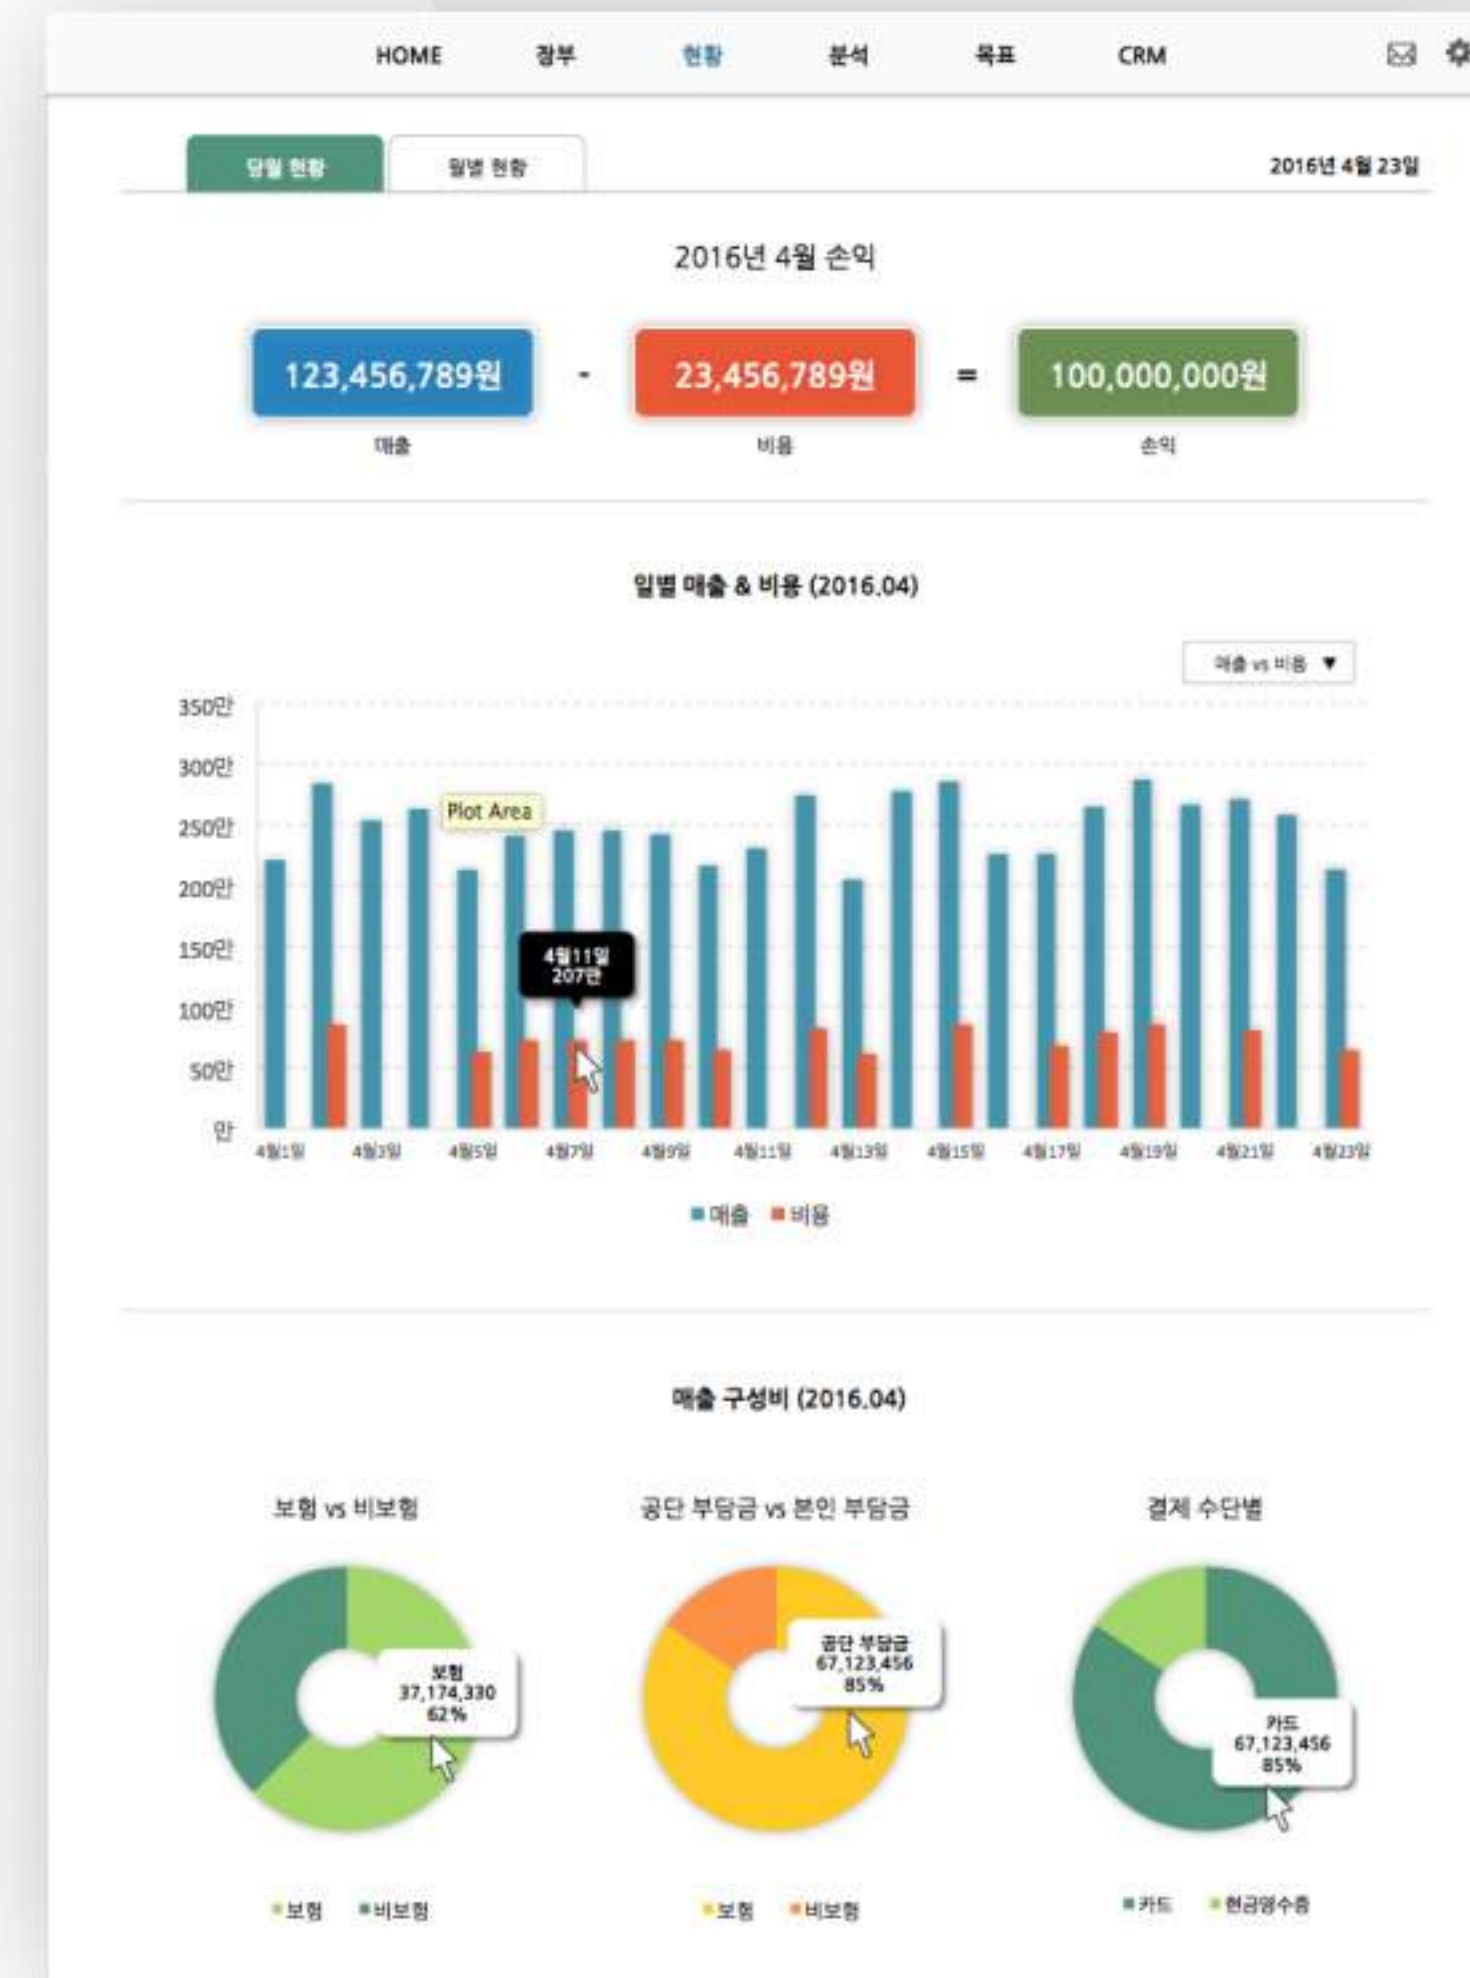 HOME 장부 현황 분석 목표 CRM
당월 현황 월별 현황 2016년 4월 23일
2016년 4월 손익
123,456,789원 - 23,456,789원 = 100,000,000원
매출 비용 손익
일별 매출 & 비용 (2016.04)
매출 vs 비용 ▼
350만
300만
Plot Area
250만
200만
150만
4월11일
207만
100만
50만
만
4월1일 4월3일 4월5일 4월7일 4월9일 4월11일 4월13일 4월15일 4월17일 4월19일 4월21일 4월23일
매출 비용
매출 구성비 (2016.04)
보험 vs 비보험 공단 부담금 vs 본인 부담금 결제 수단별
보험
37,174,330
62%
공단 부담금
67,123,456
85%
카드
67,123,456
85%
보험 비보험 보험 비보험 카드 현금영수증